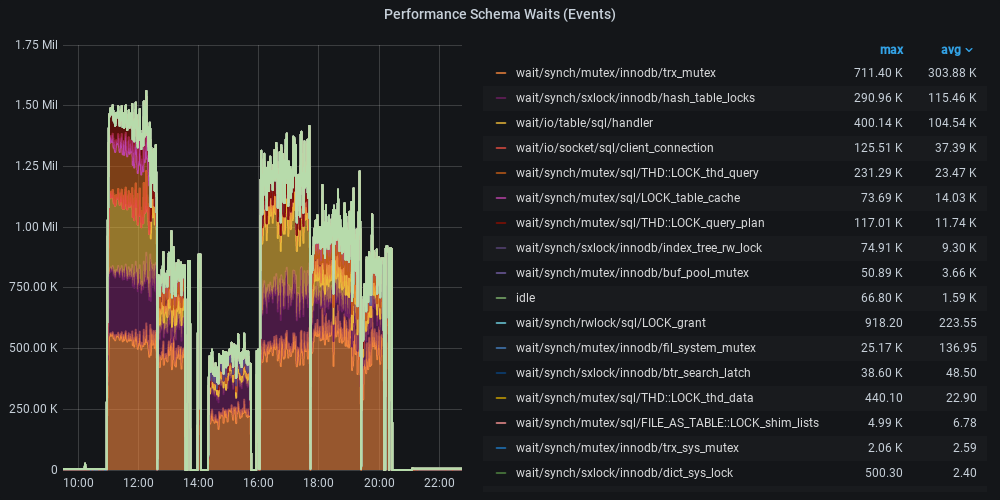 Performance Schema Waits (Events)
1.75 Mil
1.50 Mil
1.25 Mil
1.00 Mil
750.00 K
500.00 K
250.00 K
0
10:00 12:00 14:00 16:00 18:00 20:00 22:00
max avg
wait/synch/mutex/innodb/trx_mutex 711.40 K 303.88 K
wait/synch/sxlock/innodb/hash_table_locks 290.96 K 115.46 K
wait/io/table/sql/handler 400.14 K 104.54 K
wait/io/socket/sql/client_connection 125.51 K 37.39 K
wait/synch/mutex/sql/THD::LOCK_thd_query 231.29 K 23.47 K
wait/synch/mutex/sql/LOCK_table_cache 73.69 K 14.03 K
wait/synch/mutex/sql/THD::LOCK_query_plan 117.01 K 11.74 K
wait/synch/sxlock/innodb/index_tree_rw_lock 74.91 K 9.30 K
wait/synch/mutex/innodb/buf_pool_mutex 50.89 K 3.66 K
idle 66.80 K 1.59 K
wait/synch/rwlock/sql/LOCK_grant 918.20 223.55
wait/synch/mutex/innodb/fil_system_mutex 25.17 K 136.95
wait/synch/sxlock/innodb/btr_search_latch 38.60 K 48.50
wait/synch/mutex/sql/THD::LOCK_thd_data 440.10 22.90
wait/synch/mutex/sql/FILE_AS_TABLE::LOCK_shim_lists 4.99 K 6.78
wait/synch/mutex/innodb/trx_sys_mutex 2.06 K 2.59
wait/synch/sxlock/innodb/dict_sys_lock 500.30 2.40